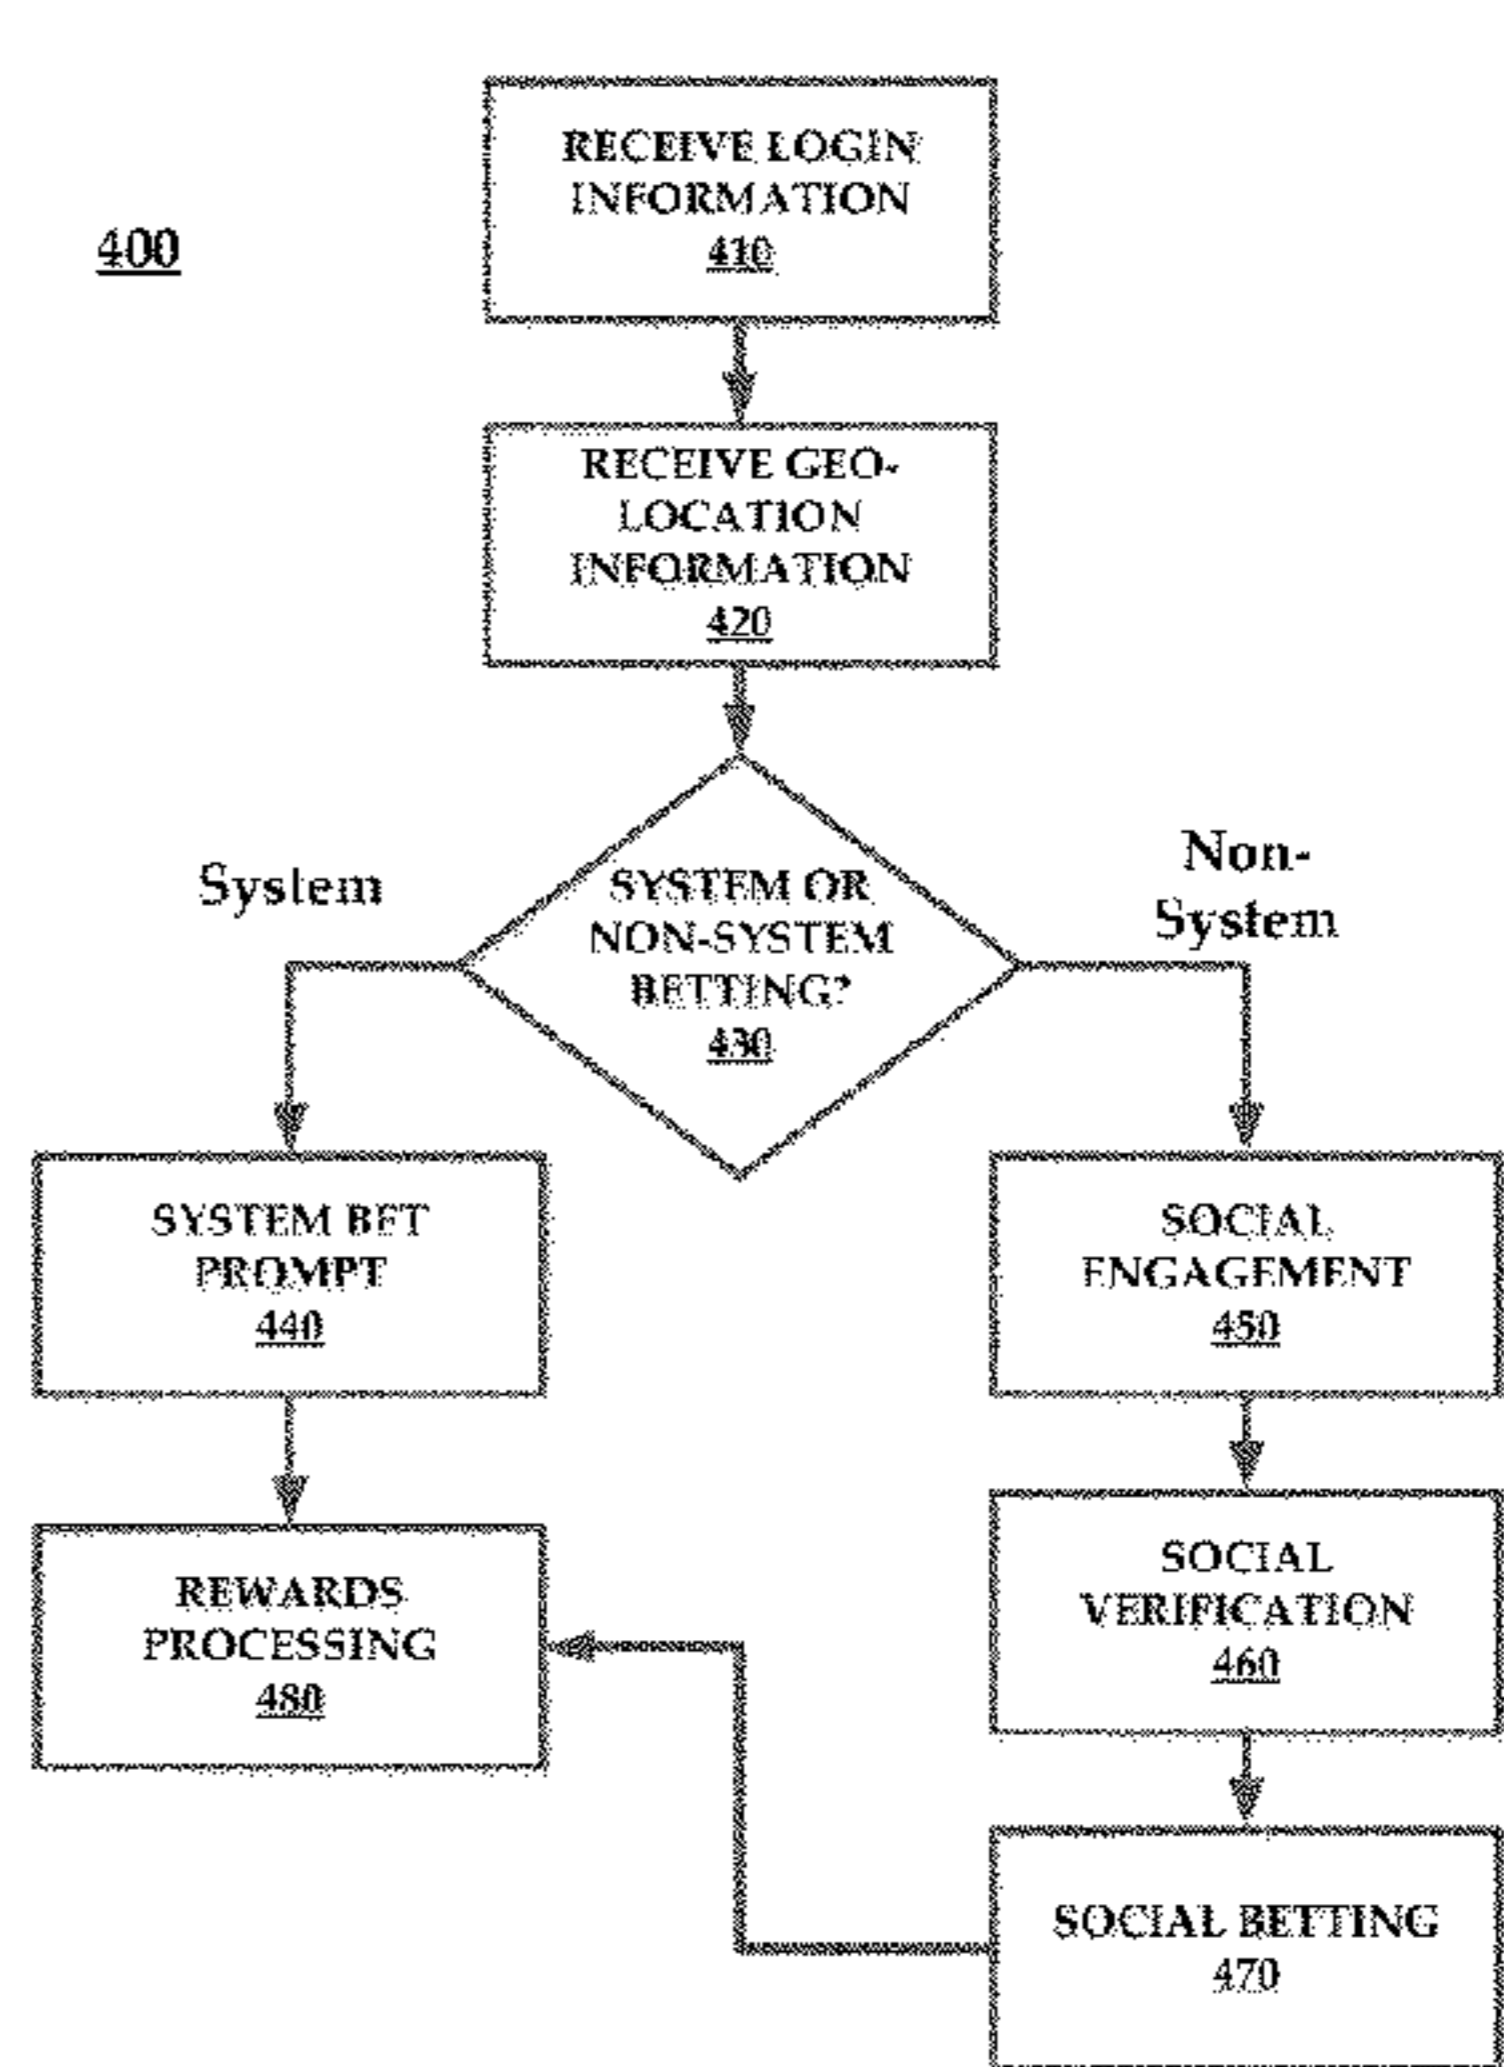 RECEIVE LOGIN
INFORMATION
410
400
RECEIVE GEO-
LOCATION
INFORMATION
420
System
SYSTEM OR
NON-SYSTEM
BETTING?
430
Non-
System
SYSTEM BET
PROMPT
440
SOCIAL
ENGAGEMENT
450
REWARDS
PROCESSING
480
SOCIAL
VERIFICATION
460
SOCIAL BETTING
470